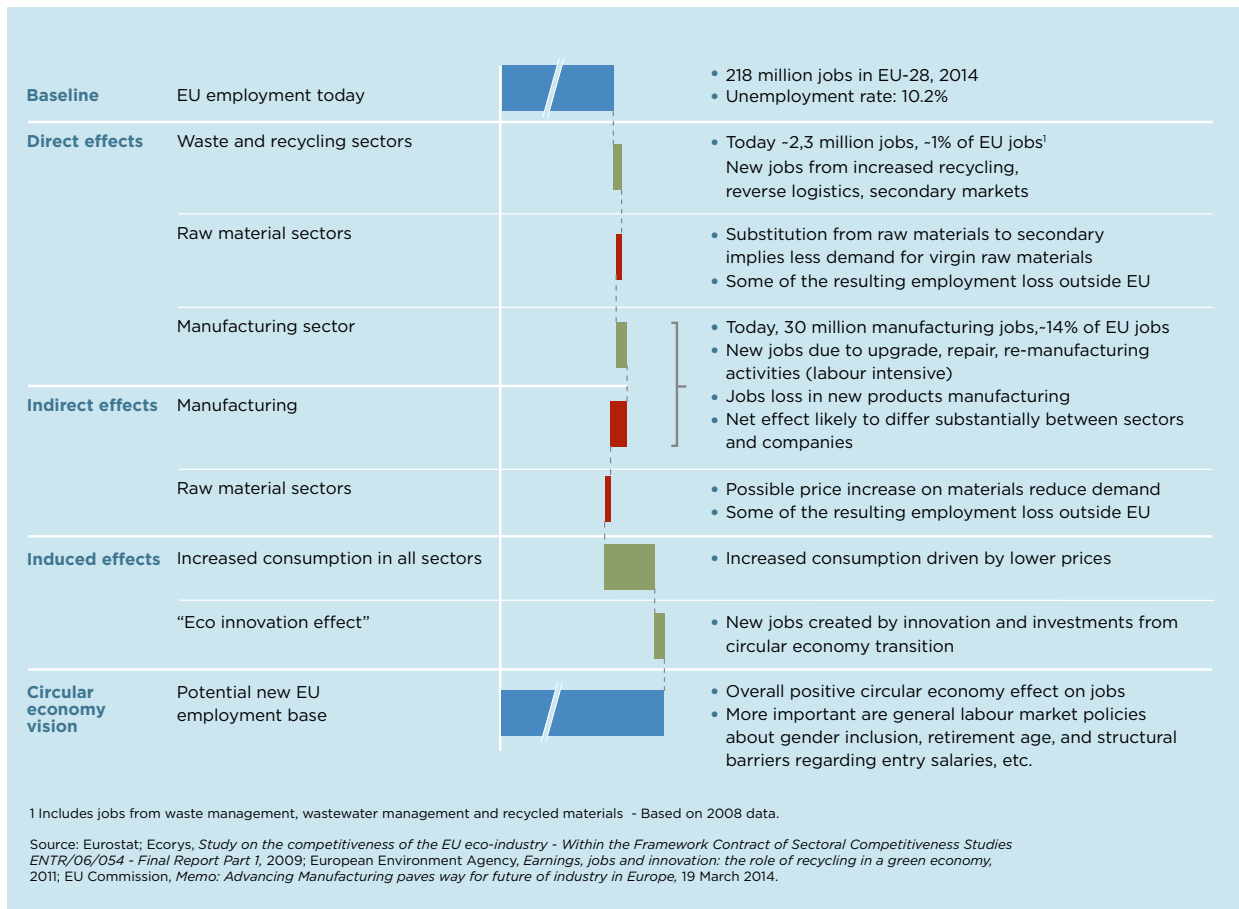 Baseline
EU employment today
• 218 million jobs in EU-28, 2014
• Unemployment rate: 10.2%
Direct effects
Waste and recycling sectors
• Today ~2,3 million jobs, ~1% of EU jobs1
New jobs from increased recycling,
reverse logistics, secondary markets
Raw material sectors
• Substitution from raw materials to secondary
implies less demand for virgin raw materials
• Some of the resulting employment loss outside EU
Manufacturing sector
• Today, 30 million manufacturing jobs,~14% of EU jobs
• New jobs due to upgrade, repair, re-manufacturing
activities (labour intensive)
• Jobs loss in new products manufacturing
• Net effect likely to differ substantially between sectors
and companies
Indirect effects
Manufacturing
Raw material sectors
• Possible price increase on materials reduce demand
• Some of the resulting employment loss outside EU
Induced effects
Increased consumption in all sectors
• Increased consumption driven by lower prices
“Eco innovation effect”
• New jobs created by innovation and investments from
circular economy transition
Circular
economy
vision
Potential new EU
employment base
• Overall positive circular economy effect on jobs
• More important are general labour market policies
about gender inclusion, retirement age, and structural
barriers regarding entry salaries, etc.
1 Includes jobs from waste management, wastewater management and recycled materials - Based on 2008 data.
Source: Eurostat; Ecorys, Study on the competitiveness of the EU eco-industry - Within the Framework Contract of Sectoral Competitiveness Studies
ENTR/06/054 - Final Report Part 1, 2009; European Environment Agency, Earnings, jobs and innovation: the role of recycling in a green economy,
2011; EU Commission, Memo: Advancing Manufacturing paves way for future of industry in Europe, 19 March 2014.